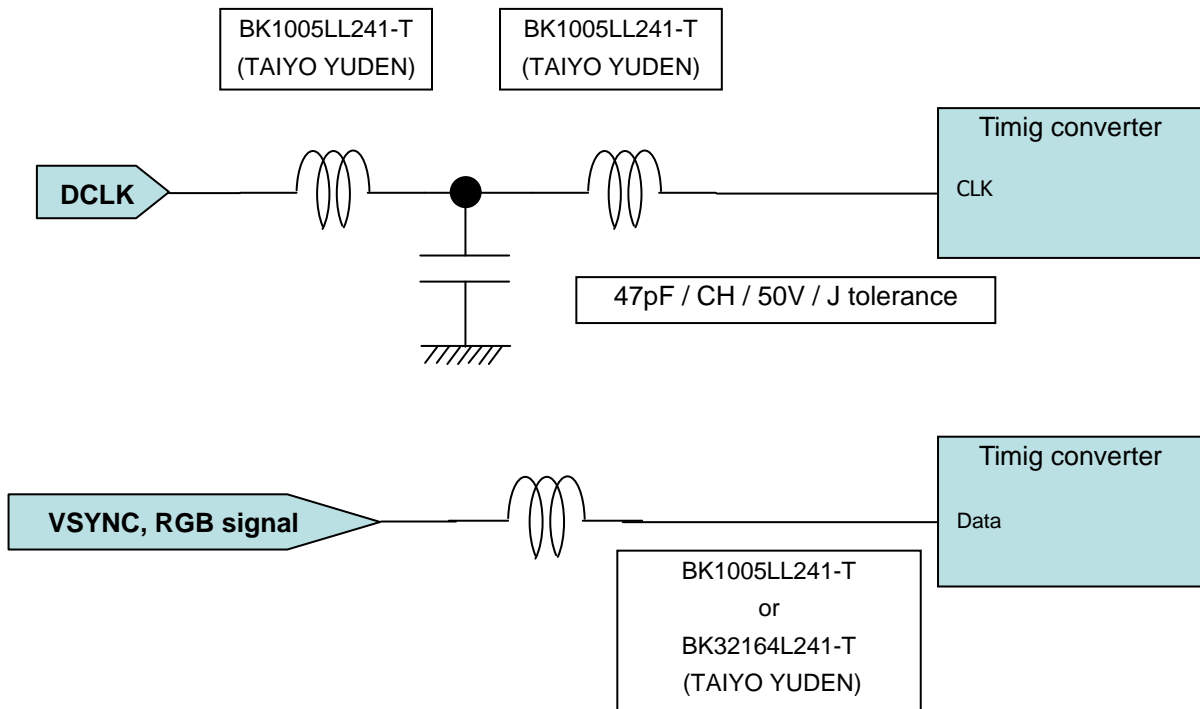 BK1005LL241-T
(TAIYO YUDEN)
BK1005LL241-T
(TAIYO YUDEN)
Timig converter
DCLK
CLK
47pF / CH / 50V / J tolerance
Timig converter
VSYNC, RGB signal
Data
BK1005LL241-T
or
BK32164L241-T
(TAIYO YUDEN)